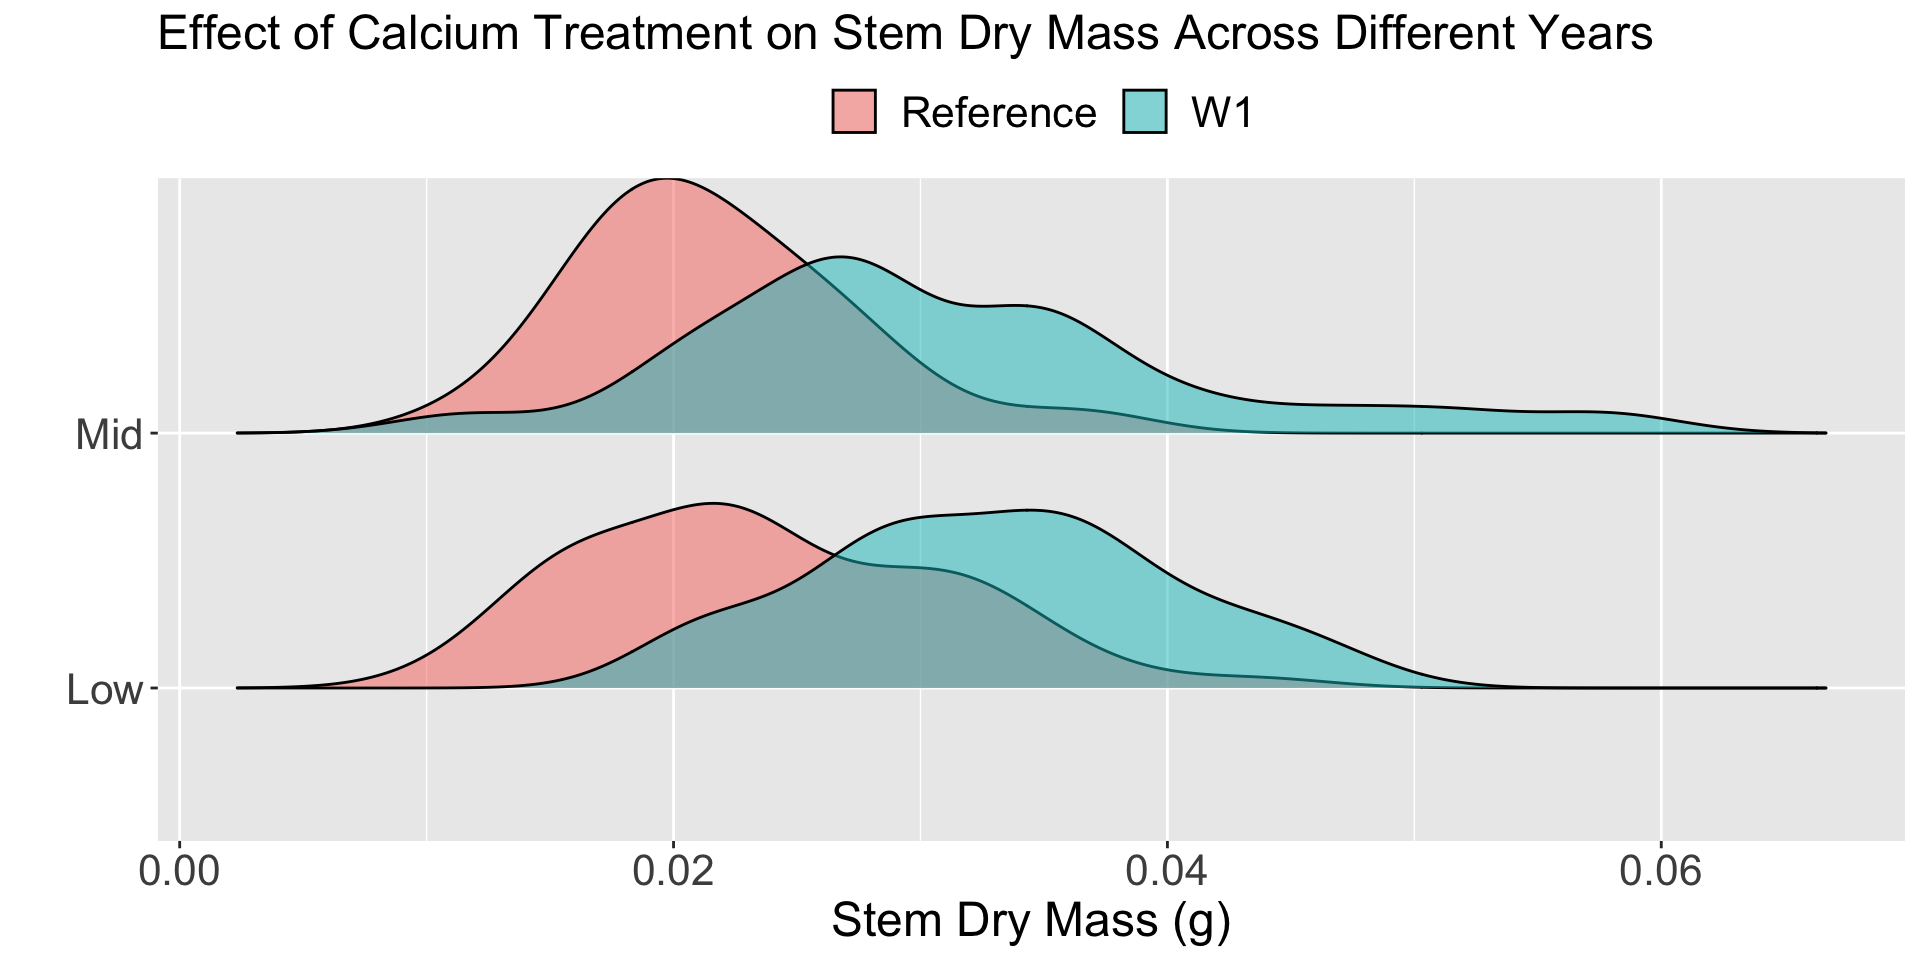 Effect of Calcium Treatment on Stem Dry Mass Across Different Years
Reference W1
Mid
Low
0.00 0.02 0.04 0.06
Stem Dry Mass (g)